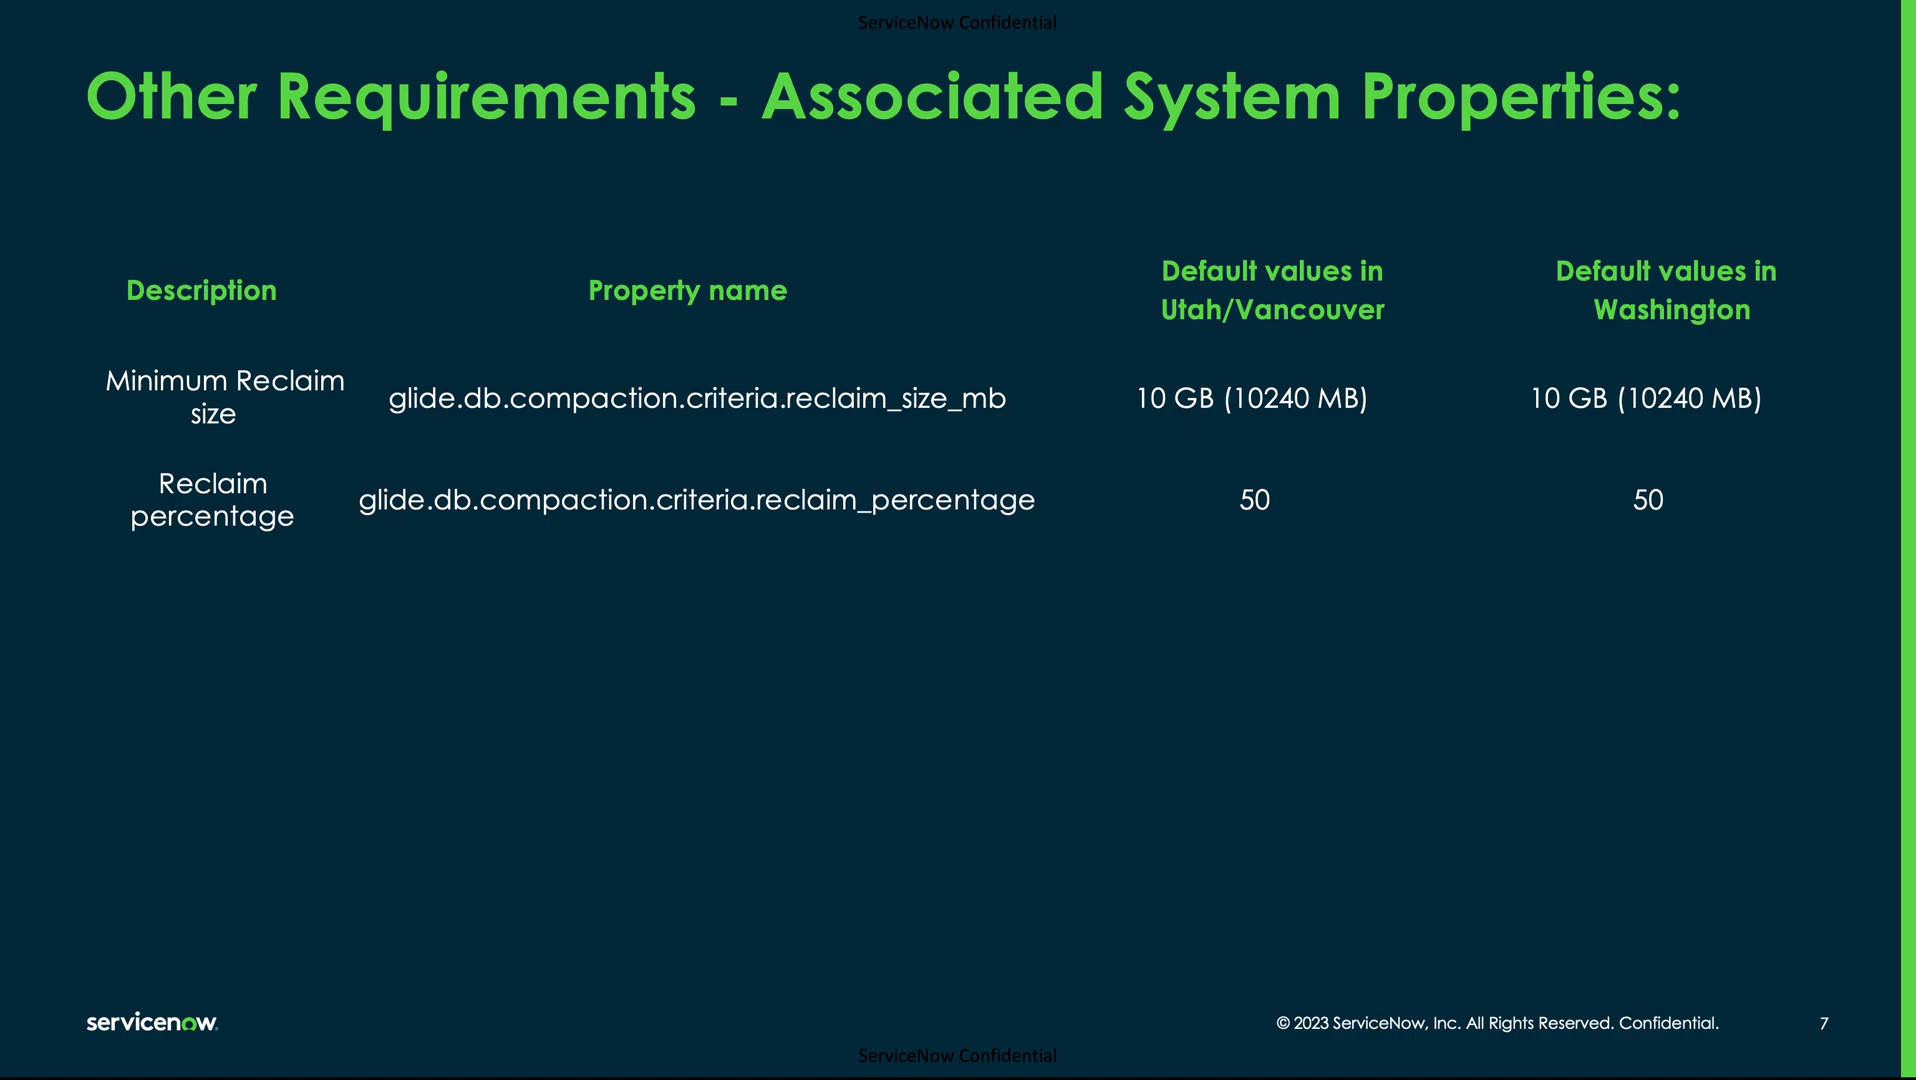 ServiceNow Confidential
Other Requirements - Associated System Properties:
Description
Property name
Default values in
Utah/Vancouver
Default values in
Washington
Minimum Reclaim
size
glide.db.compaction.criteria.reclaim_size_mb
10 GB (10240 MB)
10 GB (10240 MB)
Reclaim
percentage
glide.db.compaction.criteria.reclaim_percentage
50
50
servicenow
© 2023 ServiceNow, Inc. All Rights Reserved. Confidential.
7
ServiceNow Confidential